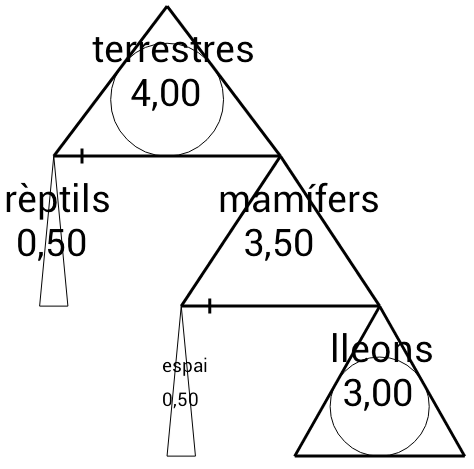 terrestres
4,00
rèptils
0,50
mamífers
3,50
espai
0,50
lleons
3,00